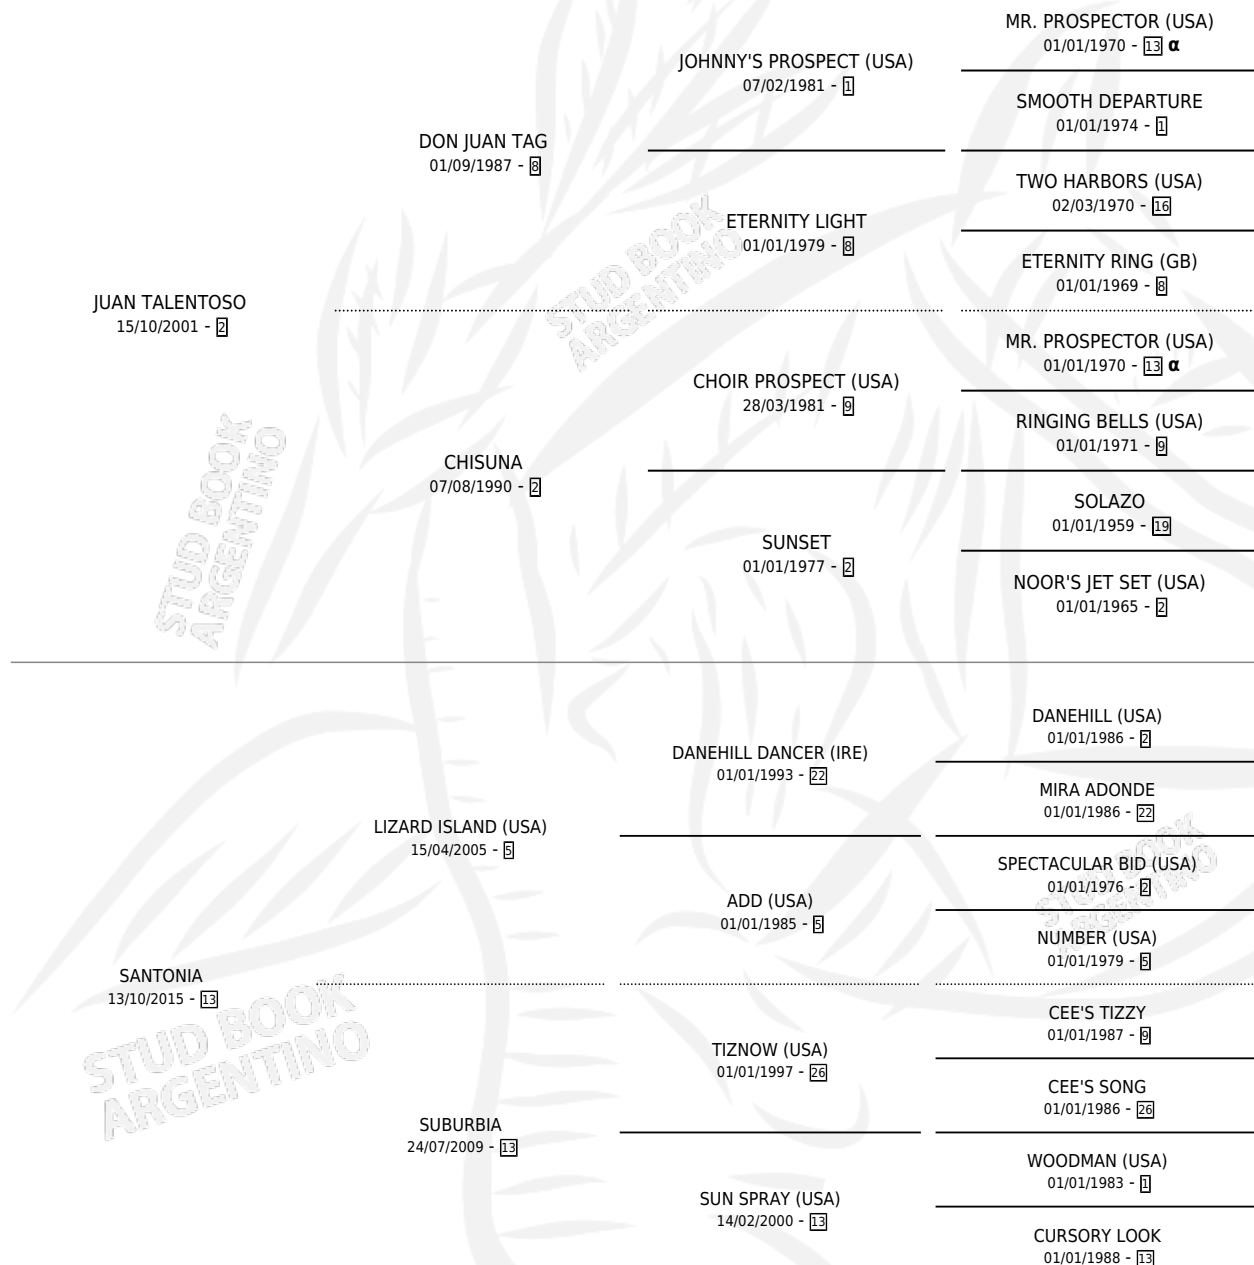 MR. PROSPECTOR (USA)
01/01/1970 - 13 α
JOHNNY'S PROSPECT (USA)
07/02/1981 - 1
SMOOTH DEPARTURE
01/01/1974 - 1
DON JUAN TAG
01/09/1987 - 8
TWO HARBORS (USA)
02/03/1970 - 16
ETERNITY LIGHT
01/01/1979 - 8
ETERNITY RING (GB)
01/01/1969 - 8
JUAN TALENTOSO
15/10/2001 - 2
MR. PROSPECTOR (USA)
01/01/1970 - 13 α
CHOIR PROSPECT (USA)
28/03/1981 - 9
RINGING BELLS (USA)
01/01/1971 - 9
CHISUNA
07/08/1990 - 2
SOLAZO
01/01/1959 - 19
SUNSET
01/01/1977 - 2
NOOR'S JET SET (USA)
01/01/1965 - 2
DANEHILL (USA)
01/01/1986 - 2
DANEHILL DANCER (IRE)
01/01/1993 - 22
MIRA ADONDE
01/01/1986 - 22
LIZARD ISLAND (USA)
15/04/2005 - 5
SPECTACULAR BID (USA)
01/01/1976 - 2
ADD (USA)
01/01/1985 - 5
NUMBER (USA)
01/01/1979 - 5
SANTONIA
13/10/2015 - 13
CEE'S TIZZY
01/01/1987 - 9
TIZNOW (USA)
01/01/1997 - 26
CEE'S SONG
01/01/1986 - 26
SUBURBIA
24/07/2009 - 13
WOODMAN (USA)
01/01/1983 - 1
SUN SPRAY (USA)
14/02/2000 - 13
CURSORY LOOK
01/01/1988 - 13
STUD BOOK
ARGENTINO
STUD BOOK
ARGENTINO
STUD BOOK
ARGENTINO
STUD BOOK
ARGENTINO